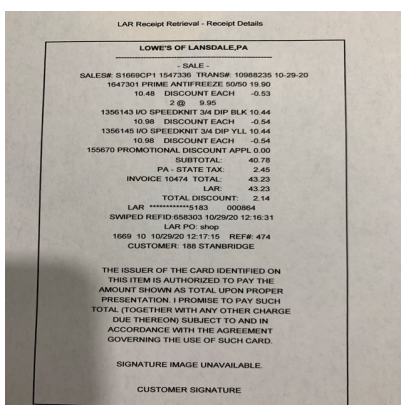 LAR Receipt Retrieval - Receipt Details
LOWE'S OF LANSDALE,PA
- SALE -
SALES#: S1669CP1 1547336 TRANS#: 10988235 10-29-20
1647301 PRIME ANTIFREEZE 50/50 19.90
10.48 DISCOUNT EACH -0.53
2 @ 9.95
1356143 I/O SPEEDKNIT 3/4 DIP BLK 10.44
10.98 DISCOUNT EACH -0.54
1356145 I/O SPEEDKNIT 3/4 DIP YLL 10.44
10.98 DISCOUNT EACH -0.54
155670 PROMOTIONAL DISCOUNT APPL 0.00
SUBTOTAL: 40.78
PA - STATE TAX: 2.45
INVOICE 10474 TOTAL: 43.23
LAR: 43.23
TOTAL DISCOUNT: 2.14
LAR ************5183 000864
SWIPED REFID:658303 10/29/20 12:16:31
LAR PO: shop
1669 10 10/29/20 12:17:15 REF#: 474
CUSTOMER: 188 STANBRIDGE
THE ISSUER OF THE CARD IDENTIFIED ON
THIS ITEM IS AUTHORIZED TO PAY THE
AMOUNT SHOWN AS TOTAL UPON PROPER
PRESENTATION. I PROMISE TO PAY SUCH
TOTAL (TOGETHER WITH ANY OTHER CHARGE
DUE THEREON) SUBJECT TO AND IN
ACCORDANCE WITH THE AGREEMENT
GOVERNING THE USE OF SUCH CARD.
SIGNATURE IMAGE UNAVAILABLE.
CUSTOMER SIGNATURE